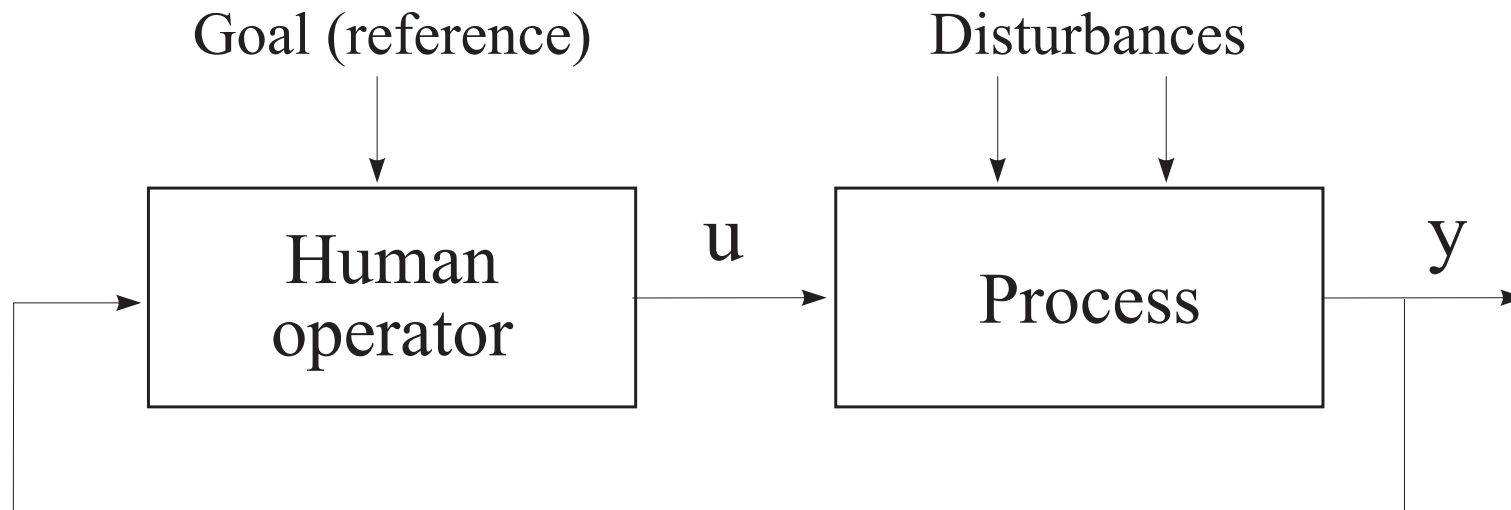 Goal (reference)
Disturbances
Human
operator
u
Process
y